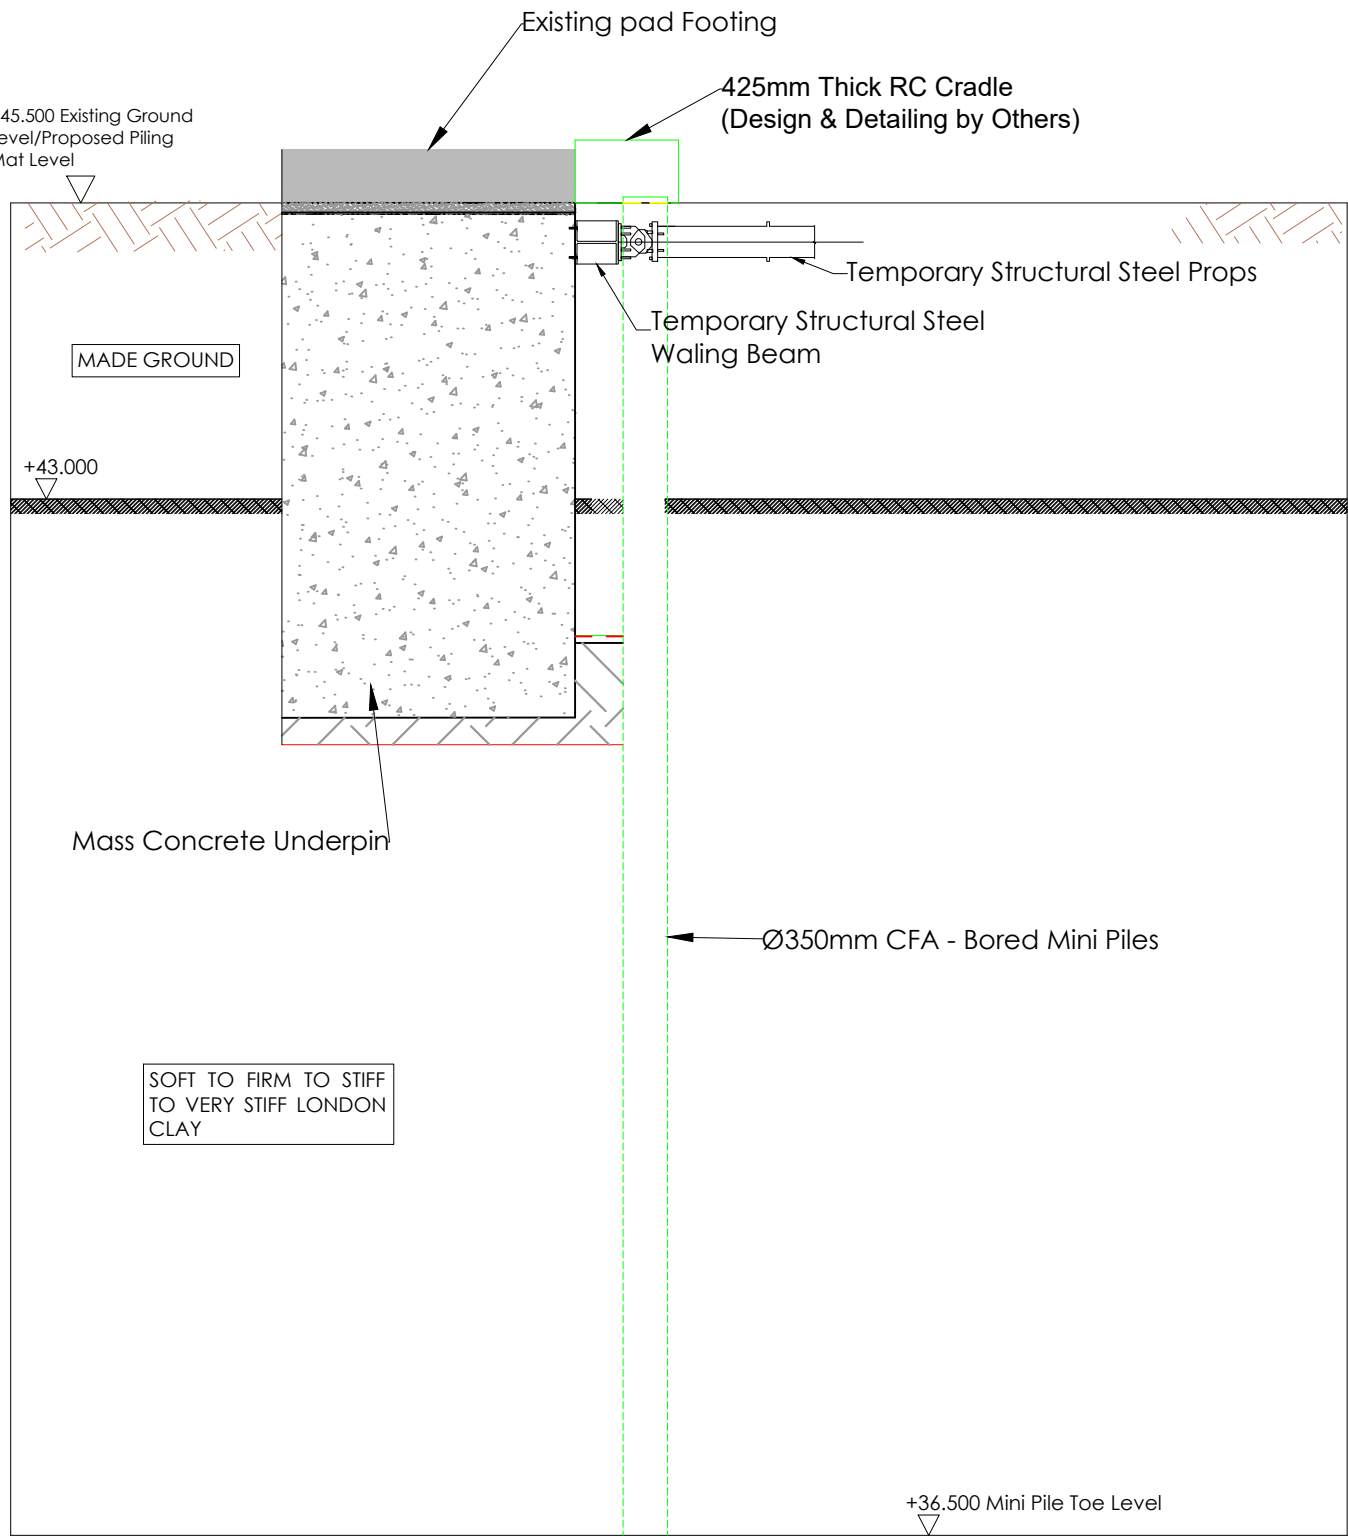 Existing pad Footing
425mm Thick RC Cradle
(Design & Detailing by Others)
45.500 Existing Ground
evel/Proposed Piling
Mat Level
Temporary Structural Steel Props
Temporary Structural Steel
Waling Beam
MADE GROUND
+43.000
Mass Concrete Underpin
Ø350mm CFA - Bored Mini Piles
SOFT TO FIRM TO STIFF
TO VERY STIFF LONDON
CLAY
+36.500 Mini Pile Toe Level